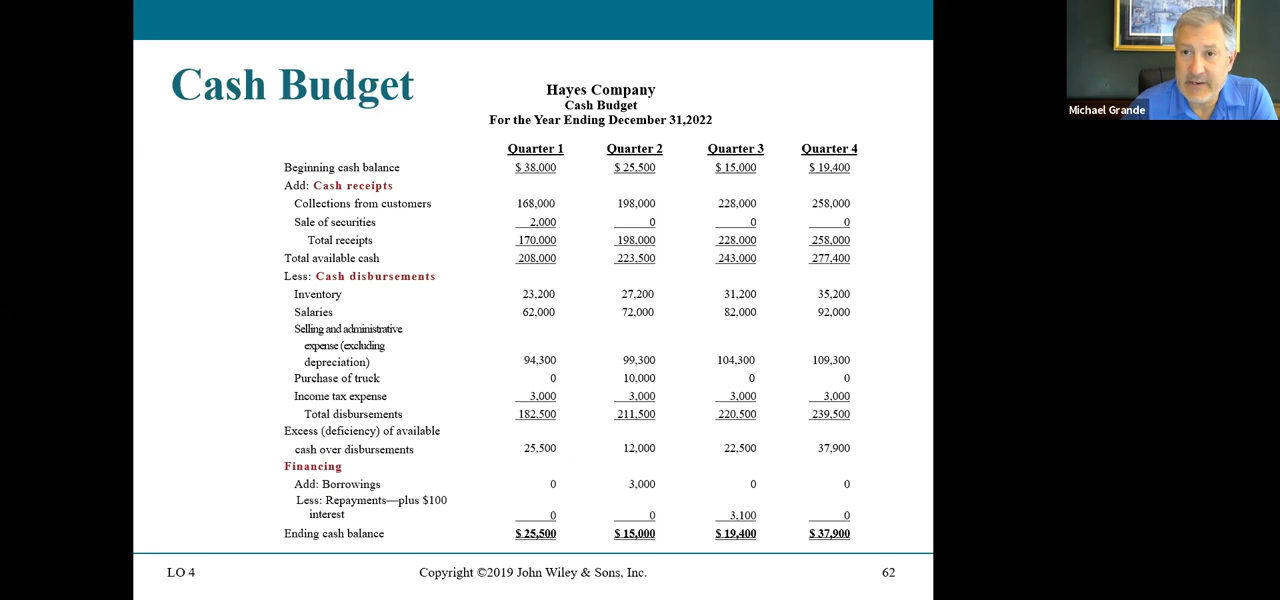 Cash Budget
Hayes Company
Cash Budget
For the Year Ending December 31,2022
Quarter 1 Quarter 2 Quarter 3 Quarter 4
Beginning cash balance $ 38,000 $ 25,500 $ 15,000 $ 19,400
Add: Cash receipts
Collections from customers 168,000 198,000 228,000 258,000
Sale of securities 2,000 0 0 0
Total receipts 170,000 198,000 228,000 258,000
Total available cash 208,000 223,500 243,000 277,400
Less: Cash disbursements
Inventory 23,200 27,200 31,200 35,200
Salaries 62,000 72,000 82,000 92,000
Selling and administrative
expense (excluding
depreciation) 94,300 99,300 104,300 109,300
Purchase of truck 0 10,000 0 0
Income tax expense 3,000 3,000 3,000 3,000
Total disbursements 182,500 211,500 220,500 239,500
Excess (deficiency) of available
cash over disbursements 25,500 12,000 22,500 37,900
Financing
Add: Borrowings 0 3,000 0 0
Less: Repayments—plus $100
interest 0 0 3,100 0
Ending cash balance $ 25,500 $ 15,000 $ 19,400 $ 37,900
LO 4 Copyright ©2019 John Wiley & Sons, Inc. 62
Michael Grande